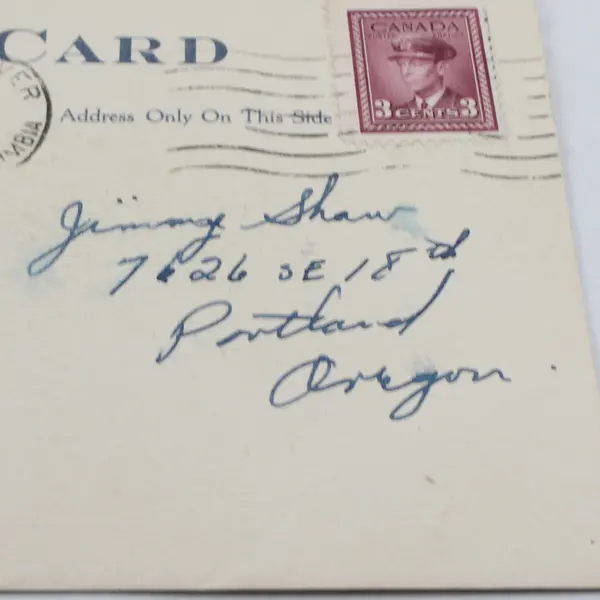 CARD
Address Only On This Side
CANADA
3 CENTS 3
Jimmy Shaw
7626 SE 18th
Portland
Oregon.